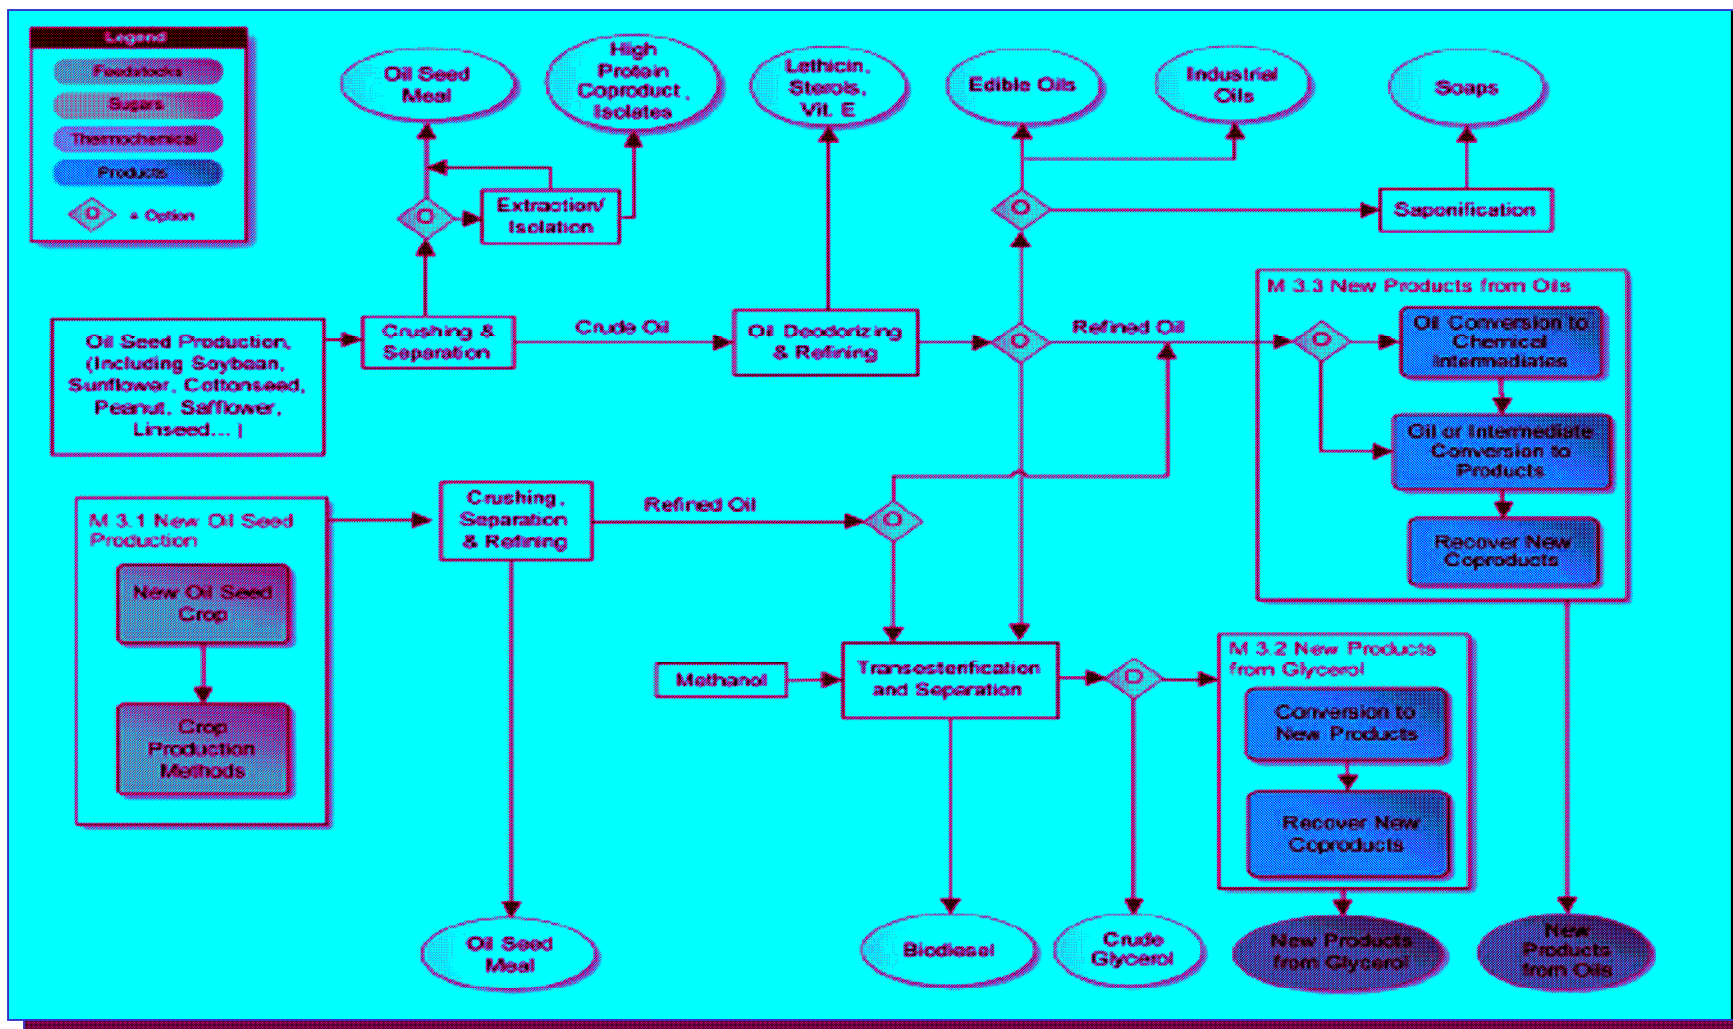 Legend
Feedstocks
Sugars
Thermochemical
Products
O = Option
Oil Seed
Meal
High
Protein
Coproduct,
Isolates
Lethicin,
Sterols,
Vit. E
Edible Oils
Industrial
Oils
Soaps
O
Extraction/
Isolation
O
Saponification
Oil Seed Production,
(Including Soybean,
Sunflower, Cottonseed,
Peanut, Safflower,
Linseed... )
Crushing &
Separation
Crude Oil
Oil Deodorizing
& Refining
O
Refined Oil
M 3.3 New Products from Oils
O
Oil Conversion to
Chemical
Intermediates
Oil or Intermediate
Conversion to
Products
Recover New
Coproducts
M 3.1 New Oil Seed
Production
New Oil Seed
Crop
Crop
Production
Methods
Crushing,
Separation
& Refining
Refined Oil
O
Methanol
Transesterification
and Separation
O
M 3.2 New Products
from Glycerol
Conversion to
New Products
Recover New
Coproducts
Oil Seed
Meal
Biodiesel
Crude
Glycerol
New Products
from Glycerol
New
Products
from Oils